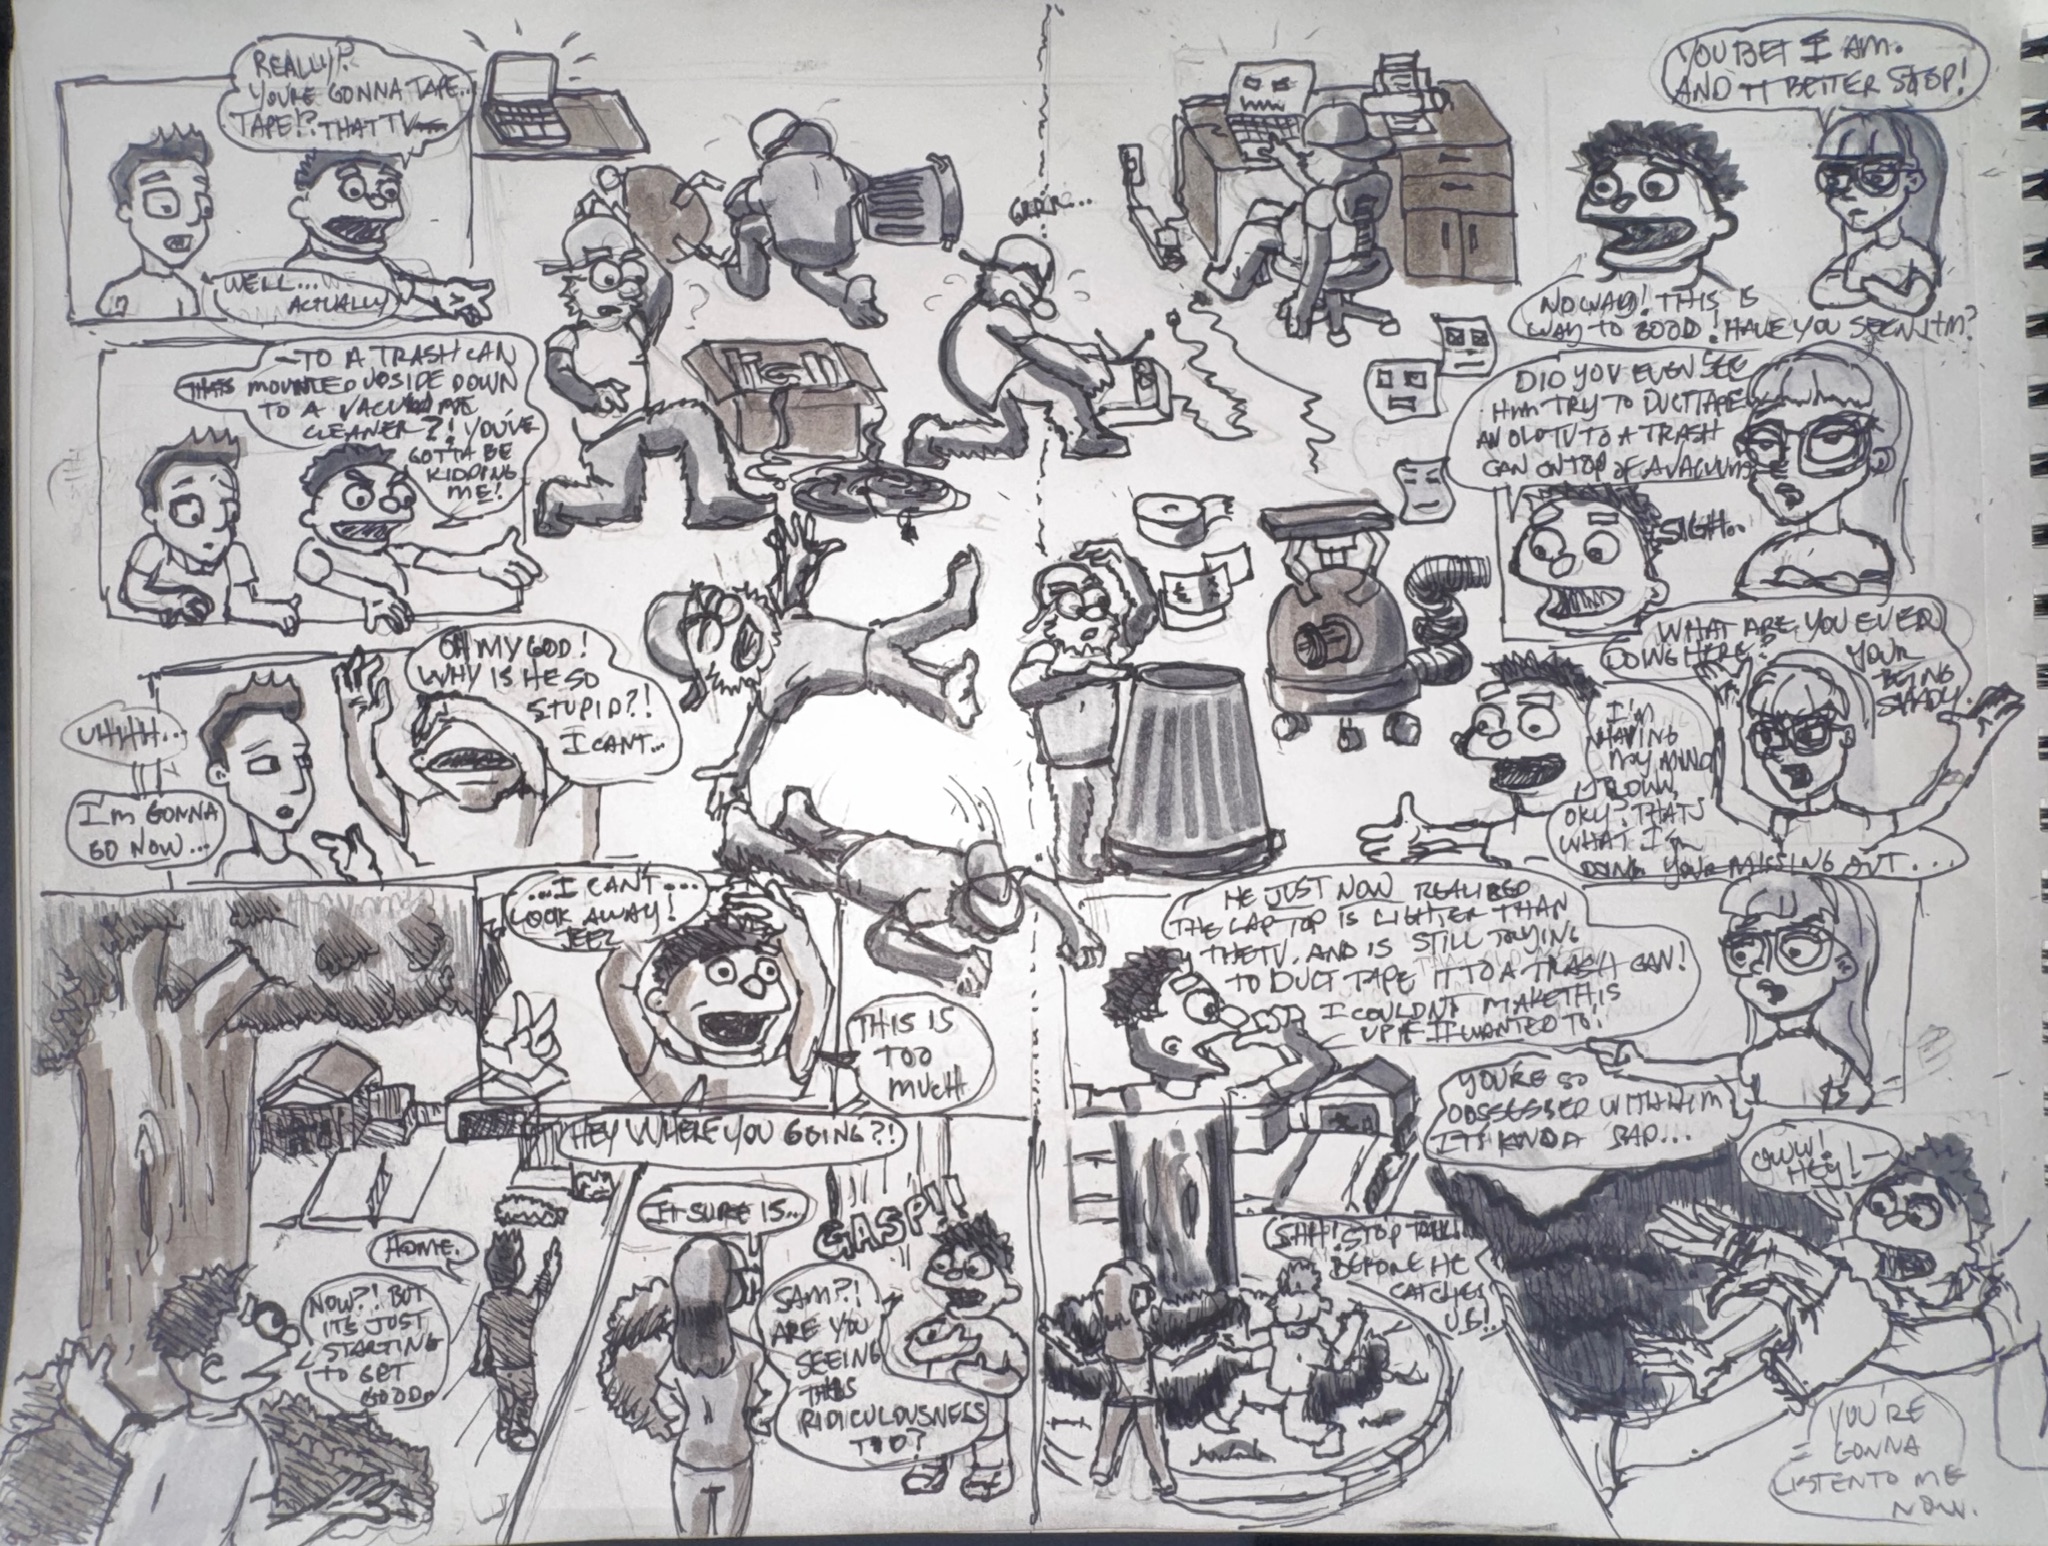 REALLY?
YOU'RE GONNA TAPE...
TAPE!? THAT TV
WELL...
ACTUALLY
-TO A TRASH CAN
THATS MOUNTED UPSIDE DOWN
TO A VACUUME
CLEANER?! YOU'VE
GOTTA BE
KIDDING
ME!
OH MY GOD!
WHY IS HE SO
STUPID?!
I CANT...
UHHH...
I'M GONNA
GO NOW...
...I CAN'T...
LOOK AWAY!
JEEZ
THIS IS
TOO
MUCH
HEY WHERE YOU GOING?!
HOME.
NOW?! BUT
ITS JUST
STARTING
TO GET
GOOD..
IT SURE IS...
GASP!!
SAM?!
ARE YOU
SEEING
THIS
RIDICULOUSNESS
TOO?
GRRR...
YOU BET I AM.
AND IT BETTER STOP!
NO WAY! THIS IS
WAY TO GOOD! HAVE YOU SEEN HIM?
DID YOU EVEN SEE
HIM TRY TO DUCT TAPE
AN OLD TV TO A TRASH
CAN ON TOP OF A VACUUM
SIGH..
WHAT ARE YOU EVER
DOING HERE?
YOUR
BEING
SHADY.
I'M
HAVING
MY MIND
BLOWN,
OKY? THATS
WHAT I'M
DOING YOUR MISSING OUT...
HE JUST NOW REALIZED
THE LAPTOP IS LIGHTER THAN
THE TV. AND IS STILL TRYING
TO DUCT TAPE IT TO A TRASH CAN!
I COULDN'T MAKE THIS
UP IF I WANTED TO!
YOU'RE SO
OBSESSED WITH HIM
ITS KINDA SAD...
SHH! STOP
BEFORE HE
CATCHES
US!..
OWW!
HEY!
YOU'RE
GONNA
LISTEN TO ME
NOW.